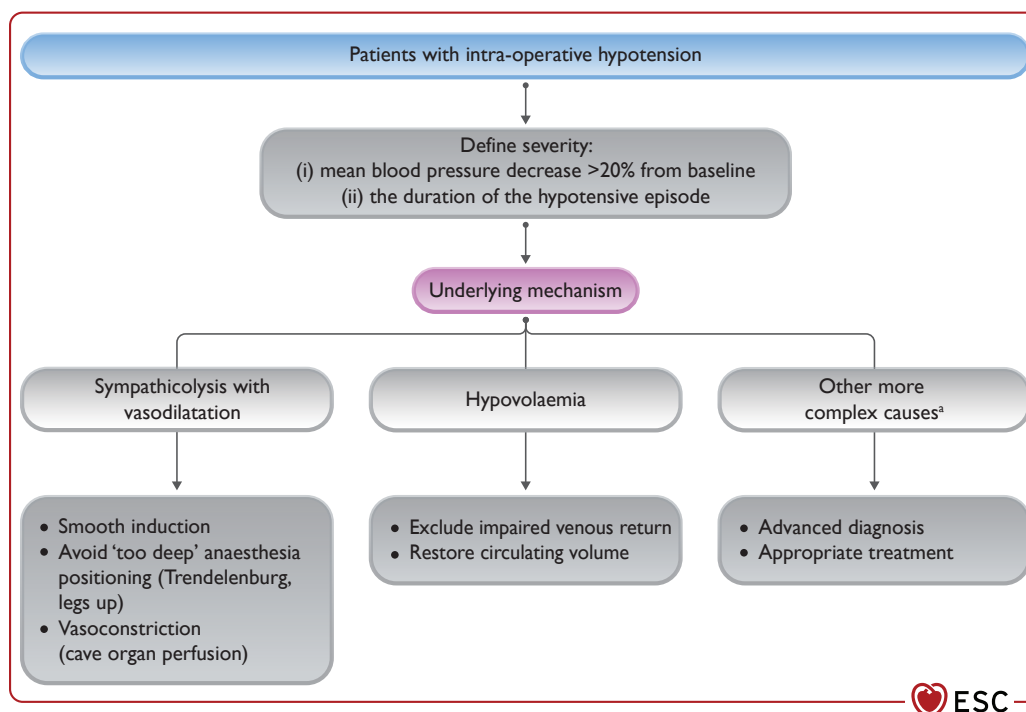 Patients with intra-operative hypotension
Define severity:
(i) mean blood pressure decrease >20% from baseline
(ii) the duration of the hypotensive episode
Underlying mechanism
Sympathicolysis with
vasodilatation
Hypovolaemia
Other more
complex causesᵃ
• Smooth induction
• Avoid ‘too deep’ anaesthesia
positioning (Trendelenburg,
legs up)
• Vasoconstriction
(cave organ perfusion)
• Exclude impaired venous return
• Restore circulating volume
• Advanced diagnosis
• Appropriate treatment
ESC